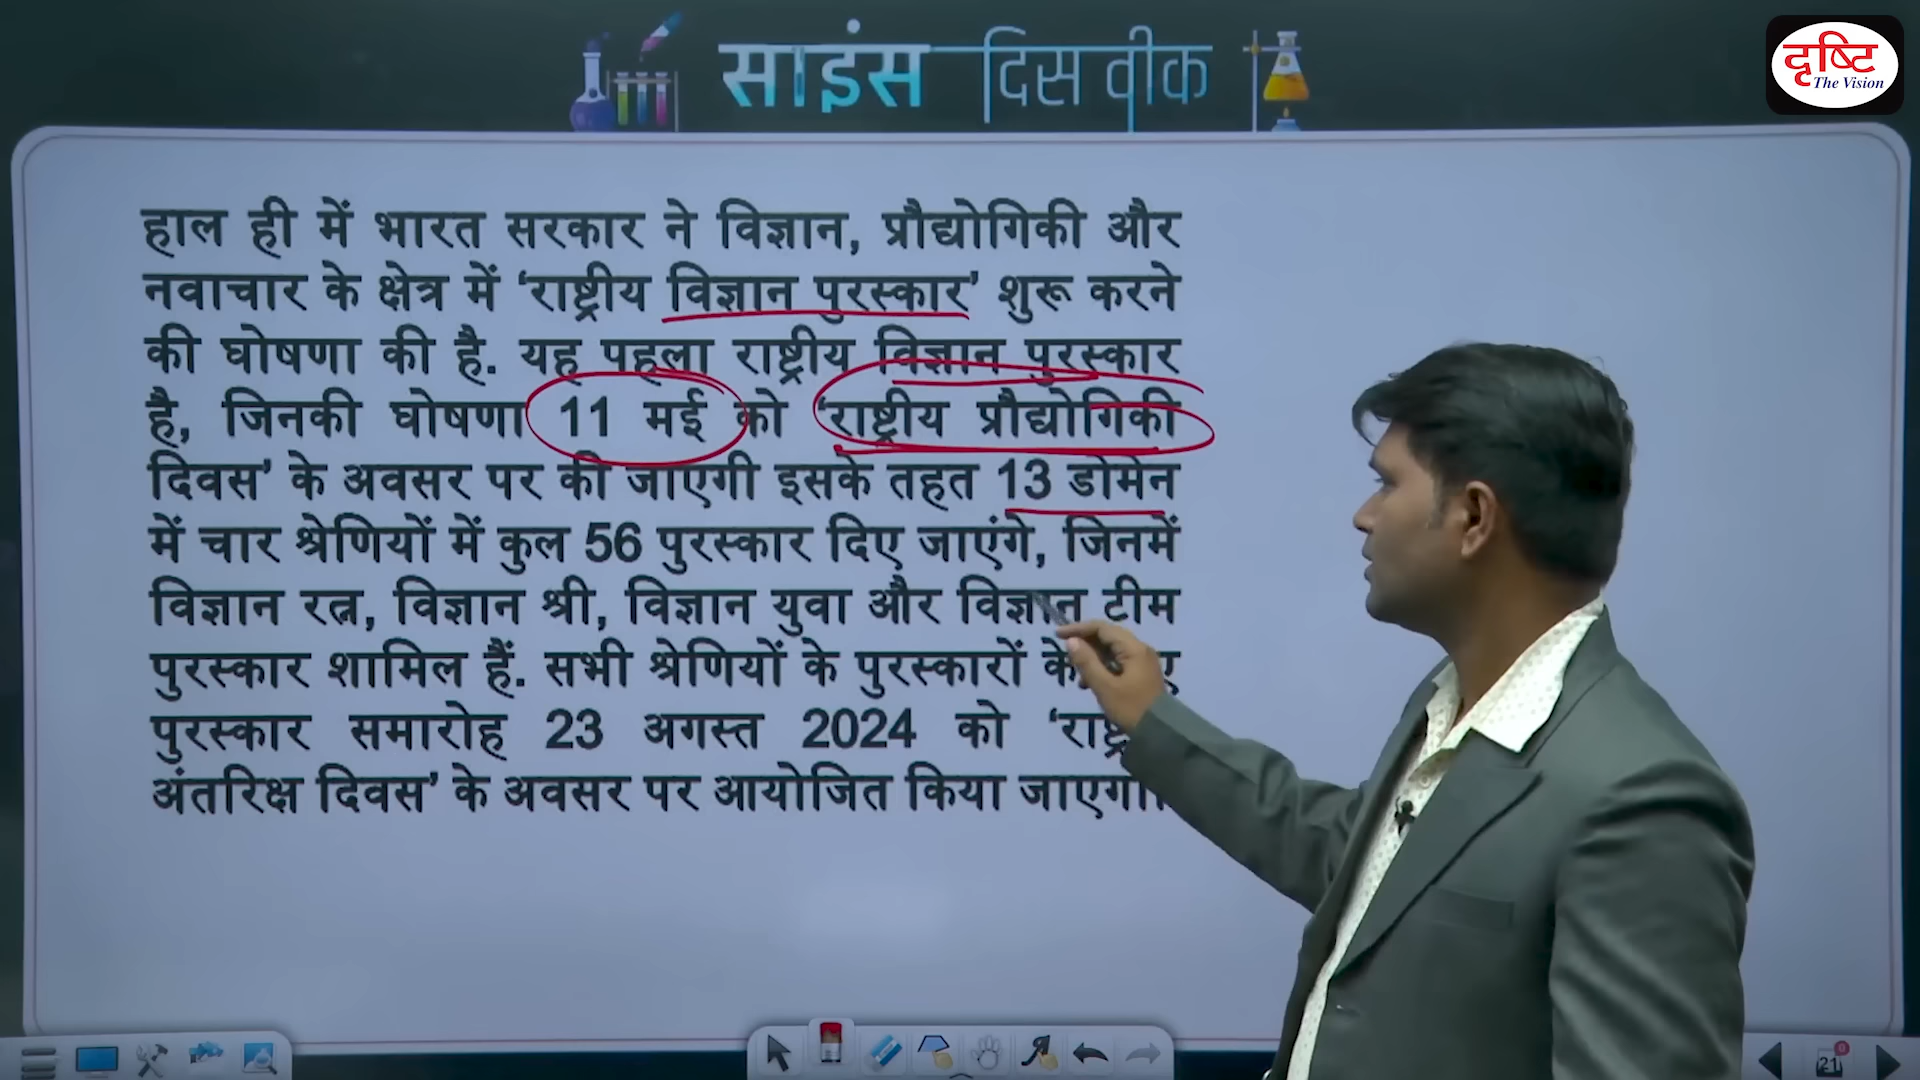 साइंस दिस वीक
दृष्टि
The Vision
हाल ही में भारत सरकार ने विज्ञान, प्रौद्योगिकी और
नवाचार के क्षेत्र में ‘राष्ट्रीय विज्ञान पुरस्कार’ शुरू करने
की घोषणा की है. यह पहला राष्ट्रीय विज्ञान पुरस्कार
है, जिनकी घोषणा 11 मई को ‘राष्ट्रीय प्रौद्योगिकी
दिवस’ के अवसर पर की जाएगी इसके तहत 13 डोमेन
में चार श्रेणियों में कुल 56 पुरस्कार दिए जाएंगे, जिनमें
विज्ञान रत्न, विज्ञान श्री, विज्ञान युवा और विज्ञान टीम
पुरस्कार शामिल हैं. सभी श्रेणियों के पुरस्कारों के
पुरस्कार समारोह 23 अगस्त 2024 को
अंतरिक्ष दिवस’ के अवसर पर आयोजित किया जाएगा।
21